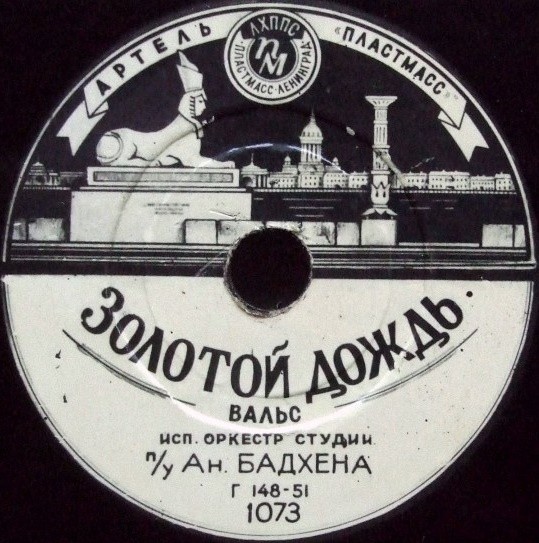 АРТЕЛЬ
ЛХППС
ПМ
ПЛАСТМАСС-ЛЕНИНГРАД
"ПЛАСТМАСС"
ЗОЛОТОЙ ДОЖДЬ
ВАЛЬС
ИСП. ОРКЕСТР СТУДИИ
П/У АН. БАДХЕНА
Г 148-51
1073